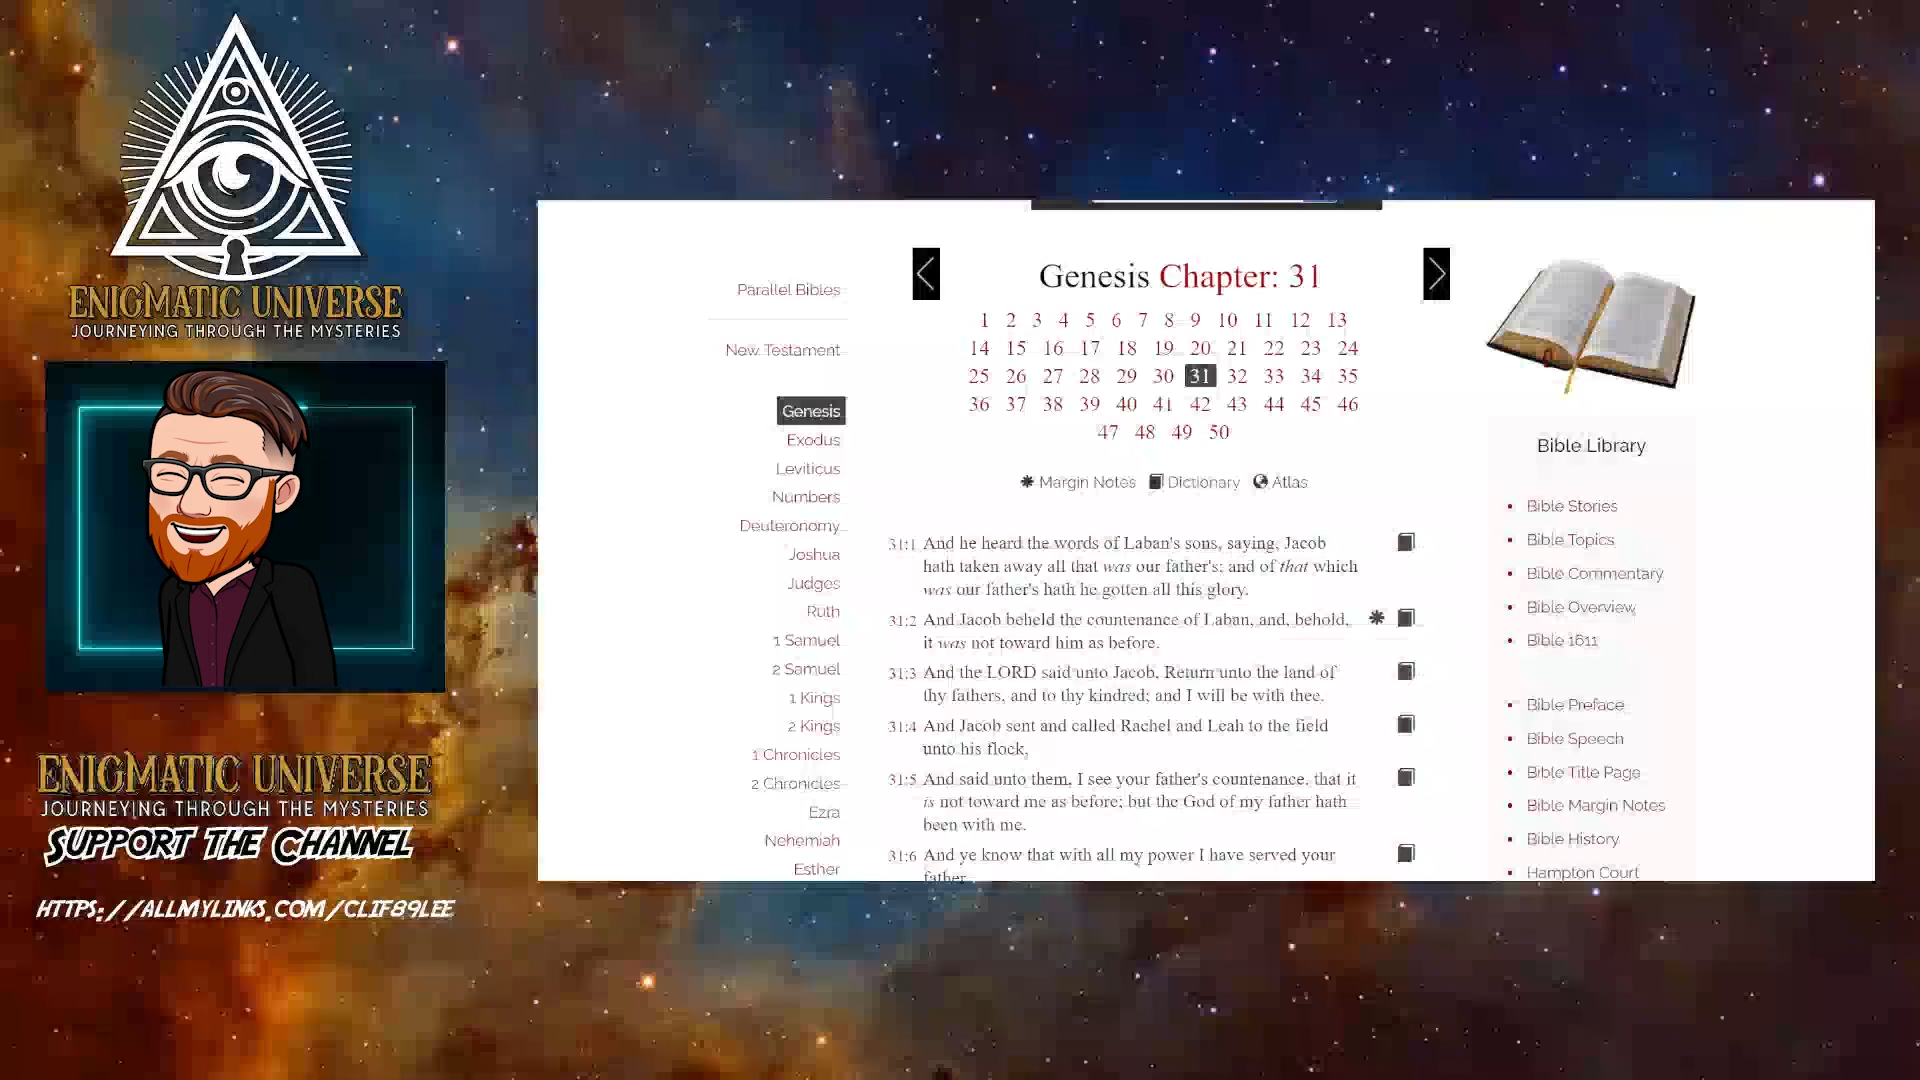 ENIGMATIC UNIVERSE
JOURNEYING THROUGH THE MYSTERIES
ENIGMATIC UNIVERSE
JOURNEYING THROUGH THE MYSTERIES
SUPPORT THE CHANNEL
HTTPS://ALLMYLINKS.COM/CLIF89LEE
Parallel Bibles
New Testament
Genesis
Exodus
Leviticus
Numbers
Deuteronomy
Joshua
Judges
Ruth
1 Samuel
2 Samuel
1 Kings
2 Kings
1 Chronicles
2 Chronicles
Ezra
Nehemiah
Esther
Genesis Chapter: 31
1 2 3 4 5 6 7 8 9 10 11 12 13
14 15 16 17 18 19 20 21 22 23 24
25 26 27 28 29 30 31 32 33 34 35
36 37 38 39 40 41 42 43 44 45 46
47 48 49 50
Margin Notes Dictionary Atlas
31:1 And he heard the words of Laban's sons, saying, Jacob
hath taken away all that was our father's; and of that which
was our father's hath he gotten all this glory.
31:2 And Jacob beheld the countenance of Laban, and, behold,
it was not toward him as before.
31:3 And the LORD said unto Jacob, Return unto the land of
thy fathers, and to thy kindred; and I will be with thee.
31:4 And Jacob sent and called Rachel and Leah to the field
unto his flock,
31:5 And said unto them, I see your father's countenance, that it
is not toward me as before; but the God of my father hath
been with me.
31:6 And ye know that with all my power I have served your
father.
Bible Library
Bible Stories
Bible Topics
Bible Commentary
Bible Overview
Bible 1611
Bible Preface
Bible Speech
Bible Title Page
Bible Margin Notes
Bible History
Hampton Court